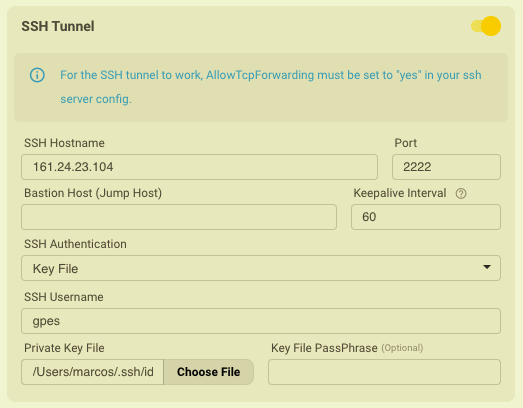 SSH Tunnel
For the SSH tunnel to work, AllowTcpForwarding must be set to "yes" in your ssh
server config.
SSH Hostname Port
161.24.23.104 2222
Bastion Host (Jump Host) Keepalive Interval
60
SSH Authentication
Key File
SSH Username
gpes
Private Key File Key File PassPhrase (Optional)
/Users/marcos/.ssh/id Choose File